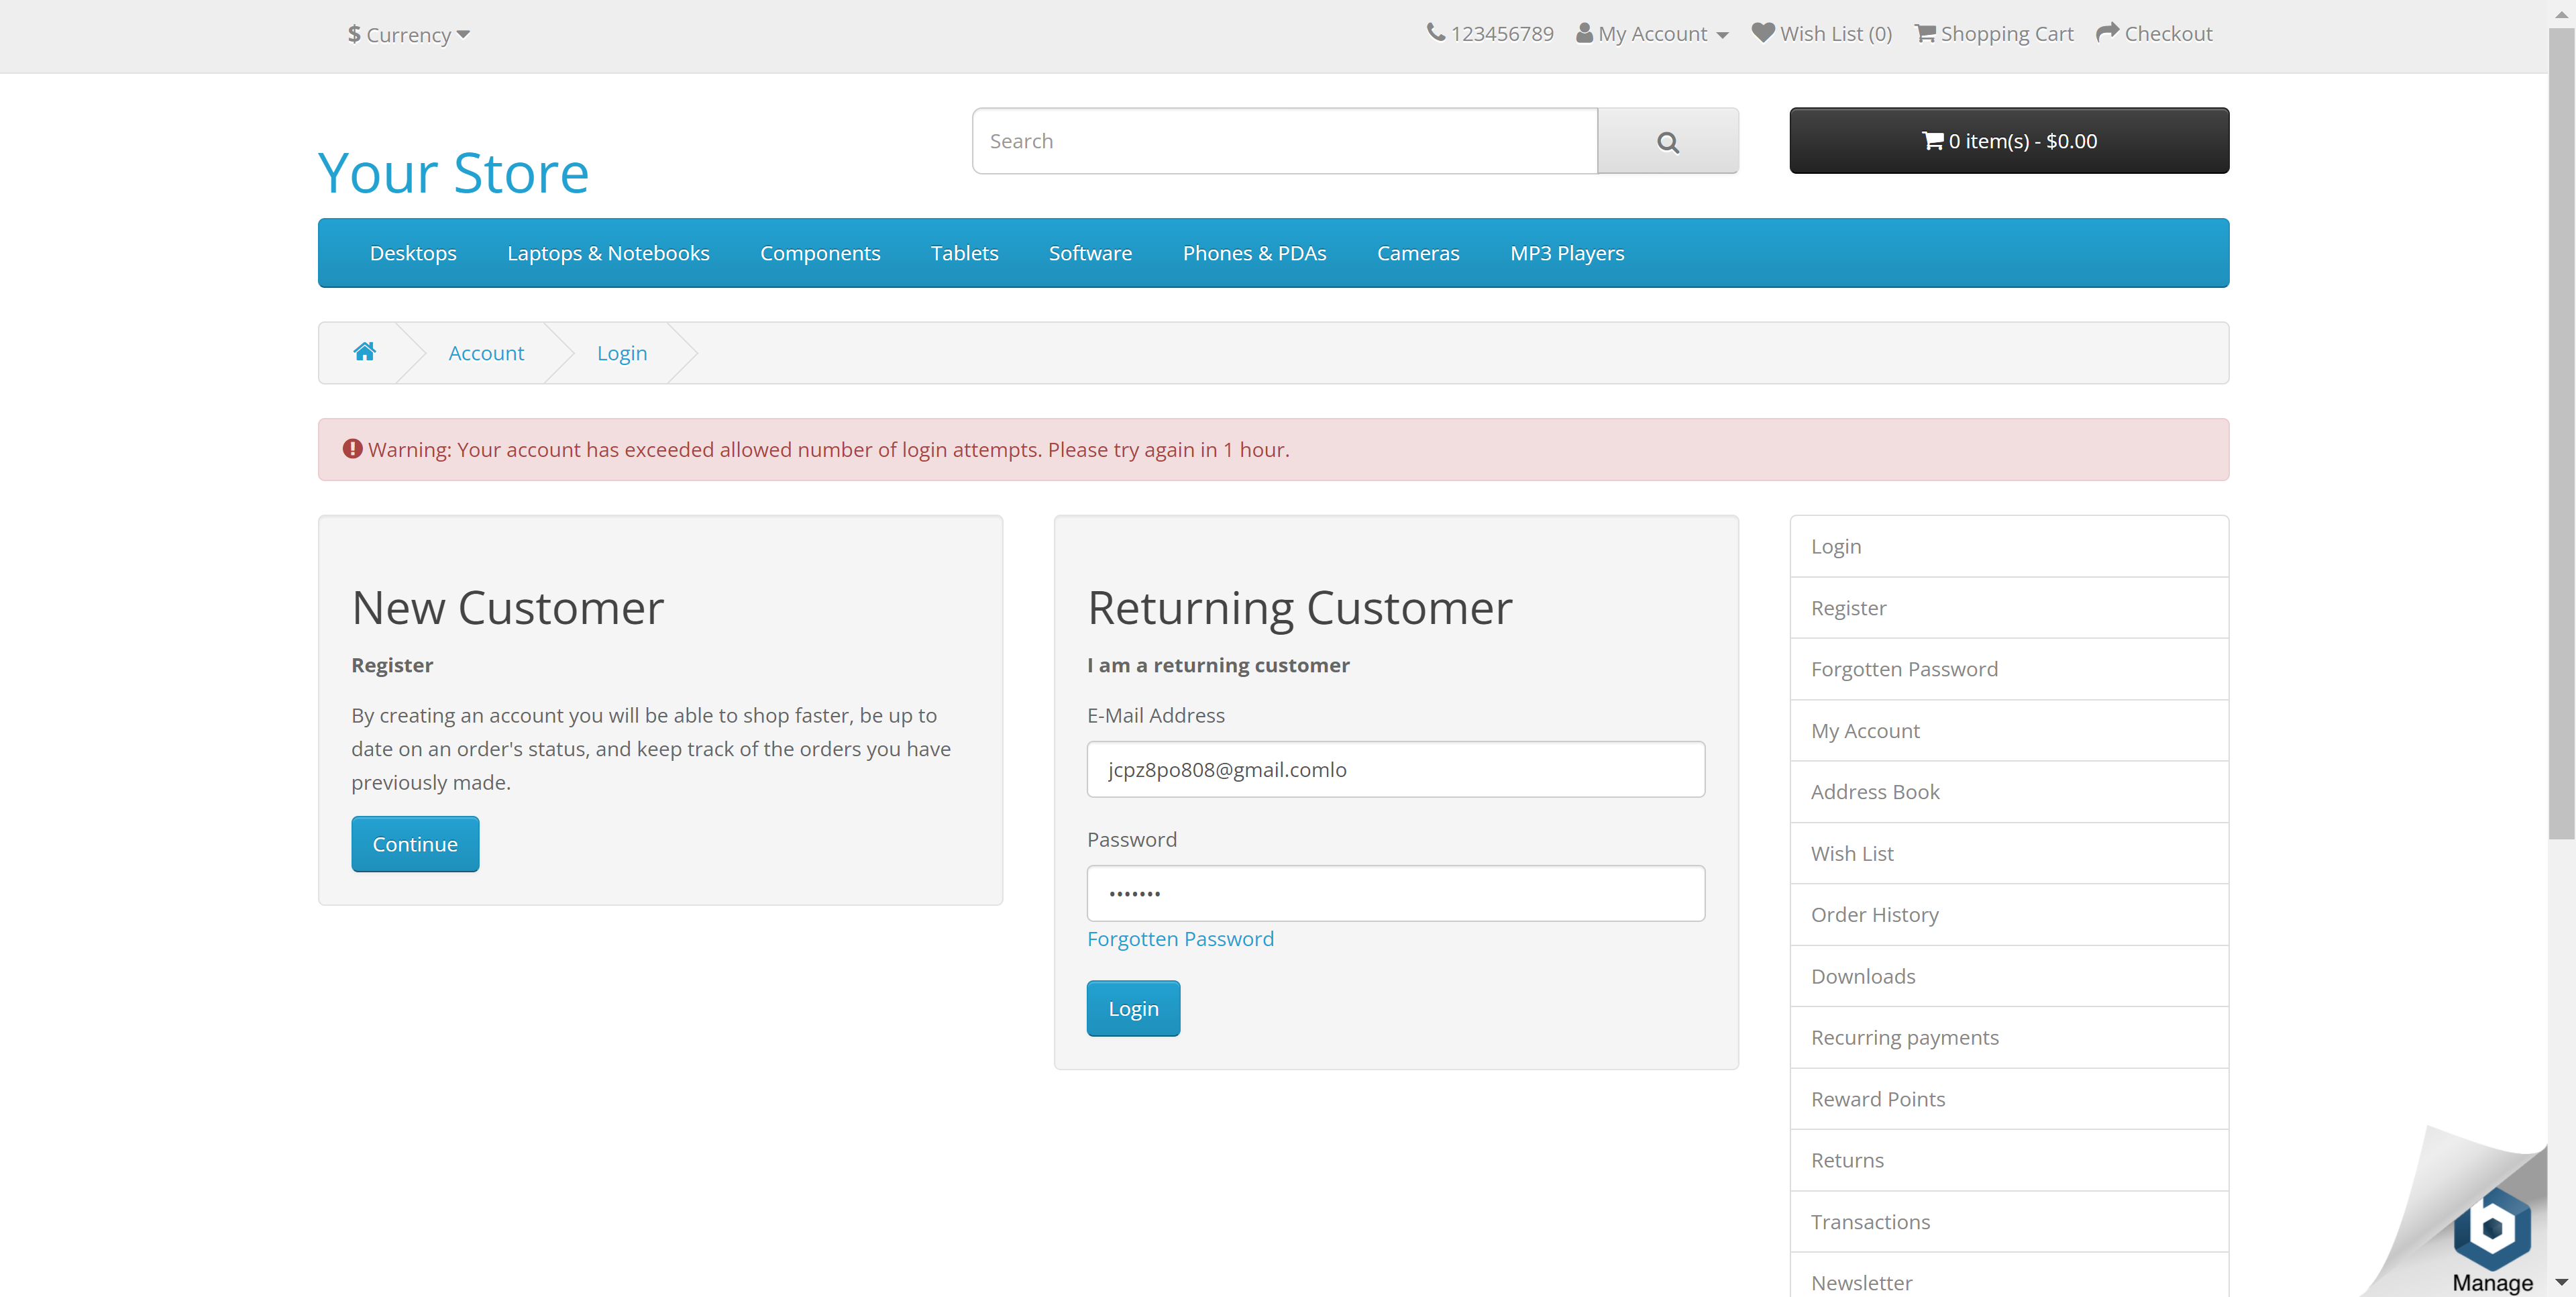 $ Currency
123456789 My Account Wish List (0) Shopping Cart Checkout
Your Store
Search
0 item(s) - $0.00
Desktops Laptops & Notebooks Components Tablets Software Phones & PDAs Cameras MP3 Players
Account Login
Warning: Your account has exceeded allowed number of login attempts. Please try again in 1 hour.
New Customer
Register
By creating an account you will be able to shop faster, be up to
date on an order's status, and keep track of the orders you have
previously made.
Continue
Returning Customer
I am a returning customer
E-Mail Address
jcpz8po808@gmail.comlo
Password
•••••••
Forgotten Password
Login
Login
Register
Forgotten Password
My Account
Address Book
Wish List
Order History
Downloads
Recurring payments
Reward Points
Returns
Transactions
Newsletter
Manage